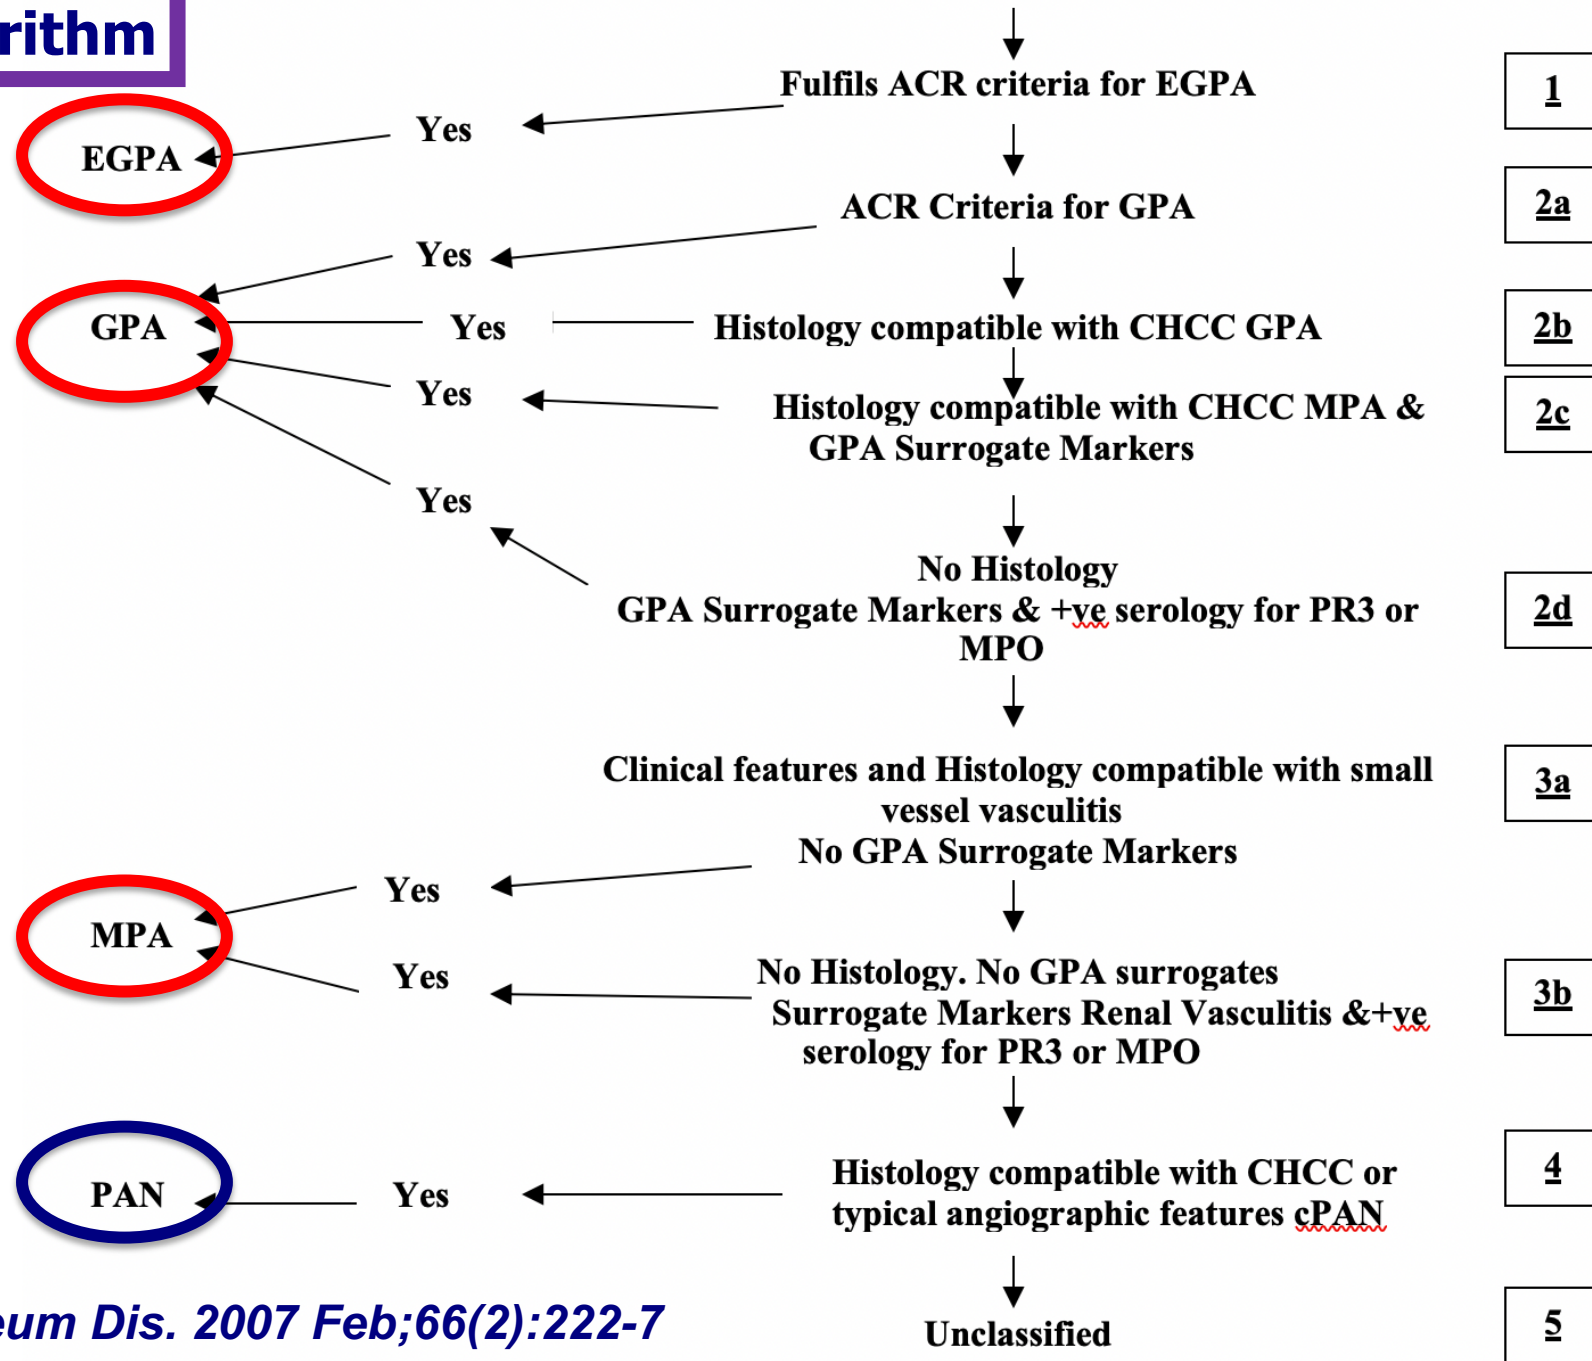 rithm
Fulfils ACR criteria for EGPA
1
Yes
EGPA
ACR Criteria for GPA
2a
Yes
GPA
Yes
Histology compatible with CHCC GPA
2b
Yes
Histology compatible with CHCC MPA &
GPA Surrogate Markers
2c
Yes
No Histology
GPA Surrogate Markers & +ve serology for PR3 or
MPO
2d
Clinical features and Histology compatible with small
vessel vasculitis
No GPA Surrogate Markers
3a
Yes
MPA
Yes
No Histology. No GPA surrogates
Surrogate Markers Renal Vasculitis &+ve
serology for PR3 or MPO
3b
PAN
Yes
Histology compatible with CHCC or
typical angiographic features cPAN
4
eum Dis. 2007 Feb;66(2):222-7
Unclassified
5